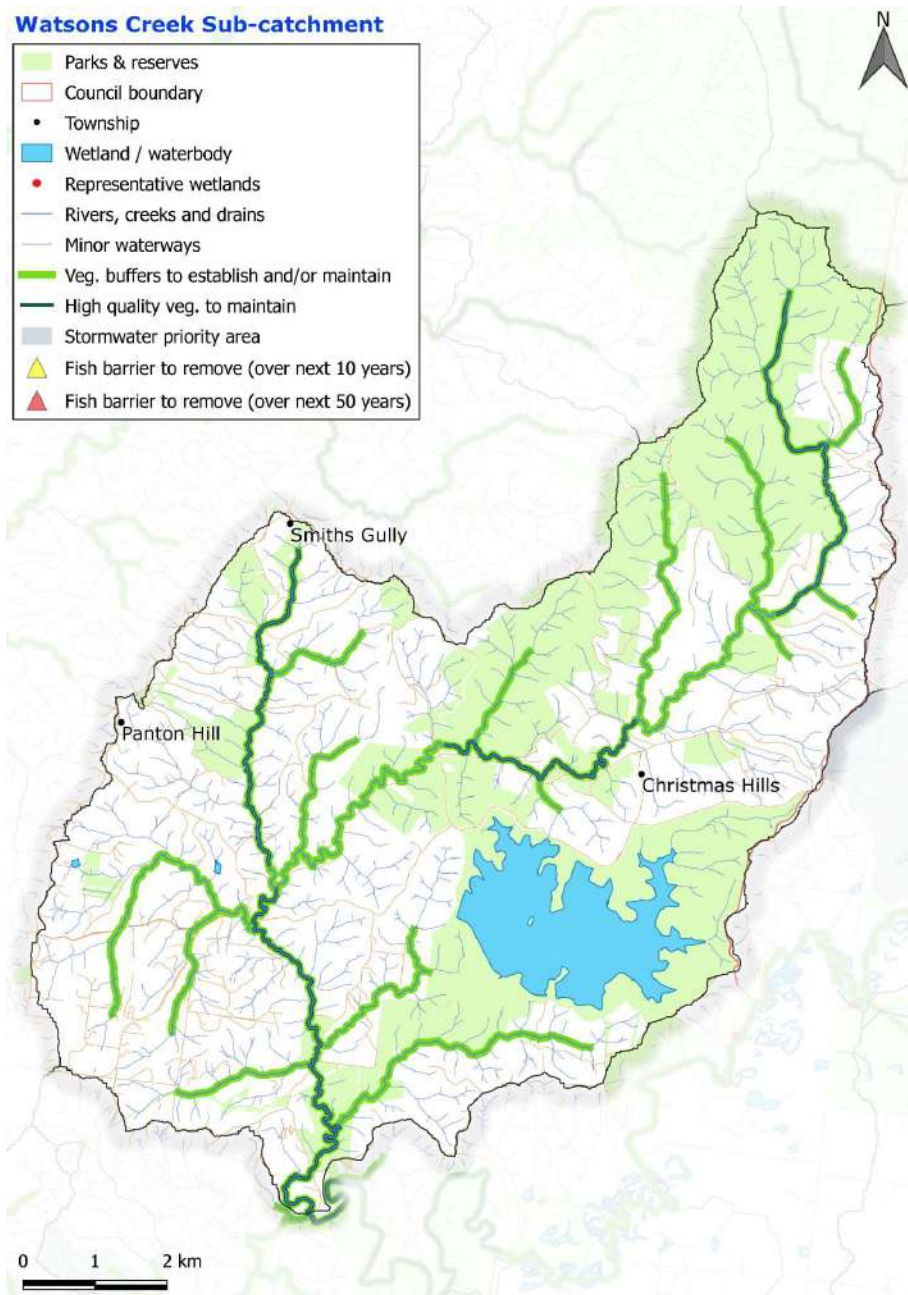 Watsons Creek Sub-catchment
Parks & reserves
Council boundary
Township
Wetland / waterbody
Representative wetlands
Rivers, creeks and drains
Minor waterways
Veg. buffers to establish and/or maintain
High quality veg. to maintain
Stormwater priority area
Fish barrier to remove (over next 10 years)
Fish barrier to remove (over next 50 years)
N
Smiths Gully
Panton Hill
Christmas Hills
0 1 2 km